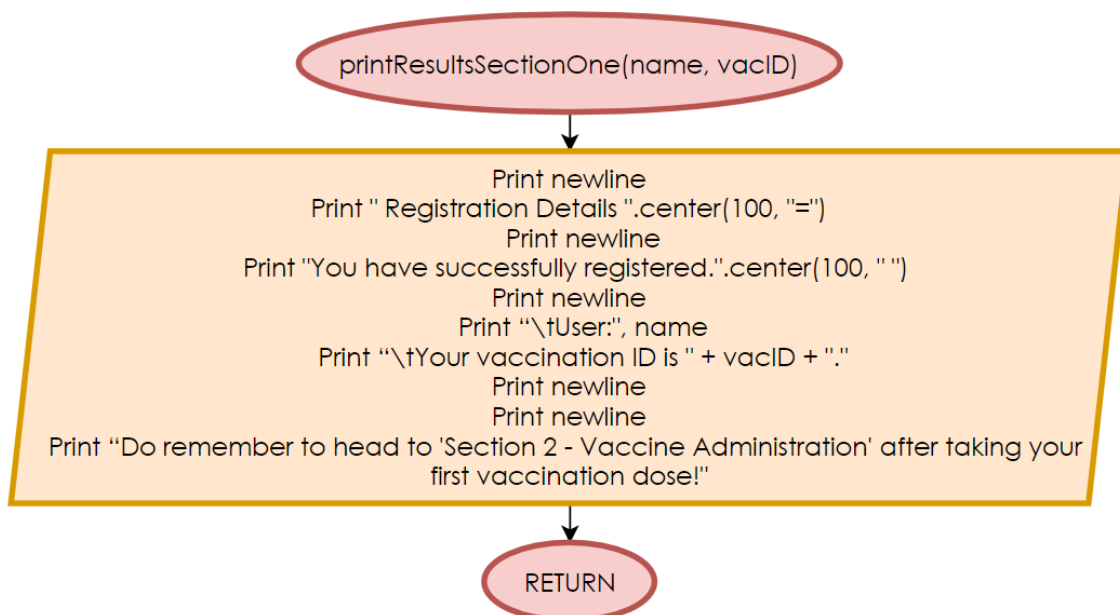 printResultsSectionOne(name, vacID)
Print newline
Print " Registration Details ".center(100, "=")
Print newline
Print "You have successfully registered.".center(100, " ")
Print newline
Print “\tUser:", name
Print “\tYour vaccination ID is " + vacID + "."
Print newline
Print newline
Print “Do remember to head to 'Section 2 - Vaccine Administration' after taking your
first vaccination dose!"
RETURN